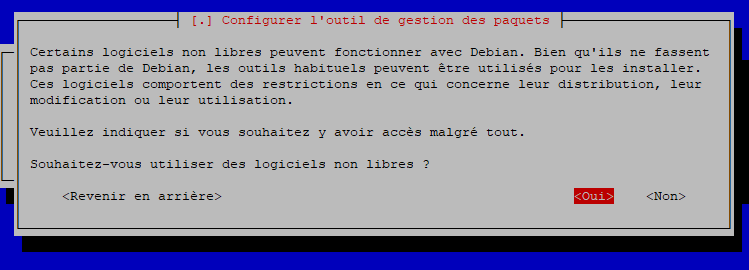 [.] Configurer l'outil de gestion des paquets
Certains logiciels non libres peuvent fonctionner avec Debian. Bien qu'ils ne fassent
pas partie de Debian, les outils habituels peuvent être utilisés pour les installer.
Ces logiciels comportent des restrictions en ce qui concerne leur distribution, leur
modification ou leur utilisation.
Veuillez indiquer si vous souhaitez y avoir accès malgré tout.
Souhaitez-vous utiliser des logiciels non libres ?
<Revenir en arrière> <Oui> <Non>